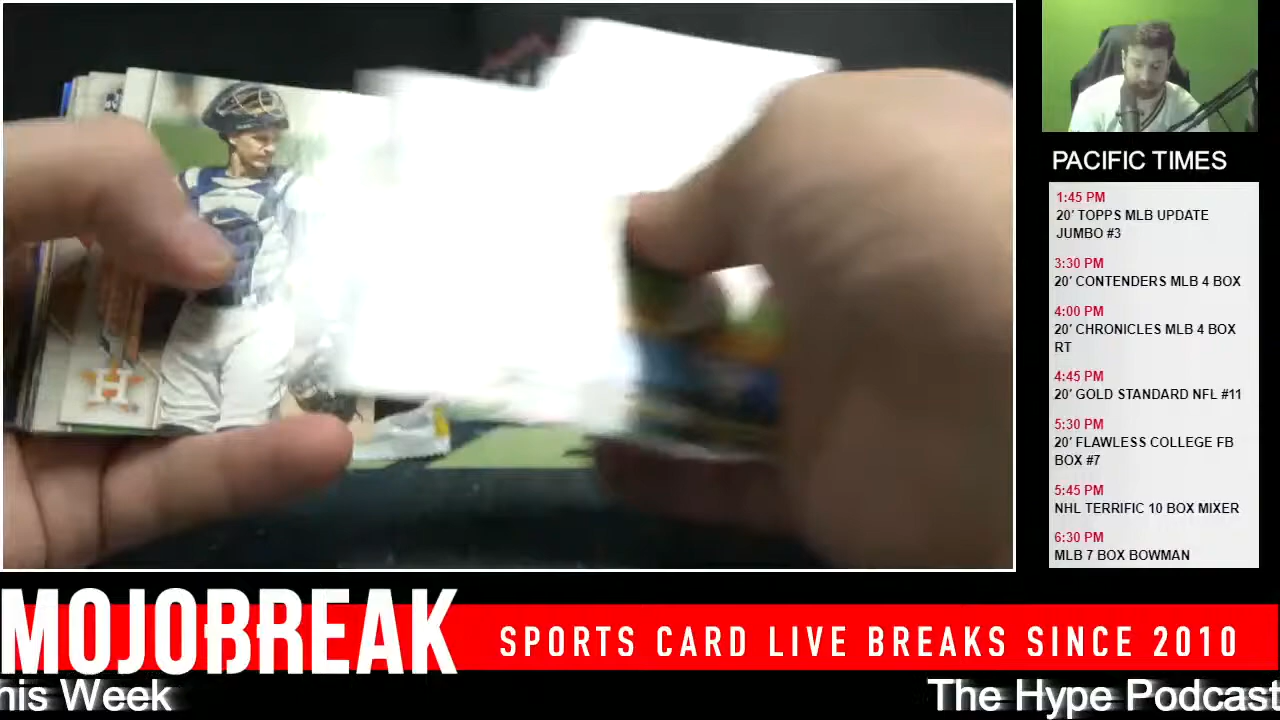 PACIFIC TIMES
1:45 PM
20' TOPPS MLB UPDATE
JUMBO #3
3:30 PM
20' CONTENDERS MLB 4 BOX
4:00 PM
20' CHRONICLES MLB 4 BOX
RT
4:45 PM
20' GOLD STANDARD NFL #11
5:30 PM
20' FLAWLESS COLLEGE FB
BOX #7
5:45 PM
NHL TERRIFIC 10 BOX MIXER
6:30 PM
MLB 7 BOX BOWMAN
MOJOBREAK
SPORTS CARD LIVE BREAKS SINCE 2010
his Week
The Hype Podcast
H